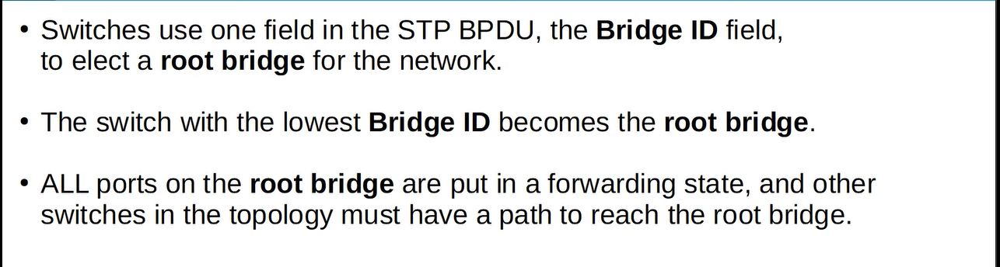 • Switches use one field in the STP BPDU, the Bridge ID field,
to elect a root bridge for the network.
• The switch with the lowest Bridge ID becomes the root bridge.
• ALL ports on the root bridge are put in a forwarding state, and other
switches in the topology must have a path to reach the root bridge.